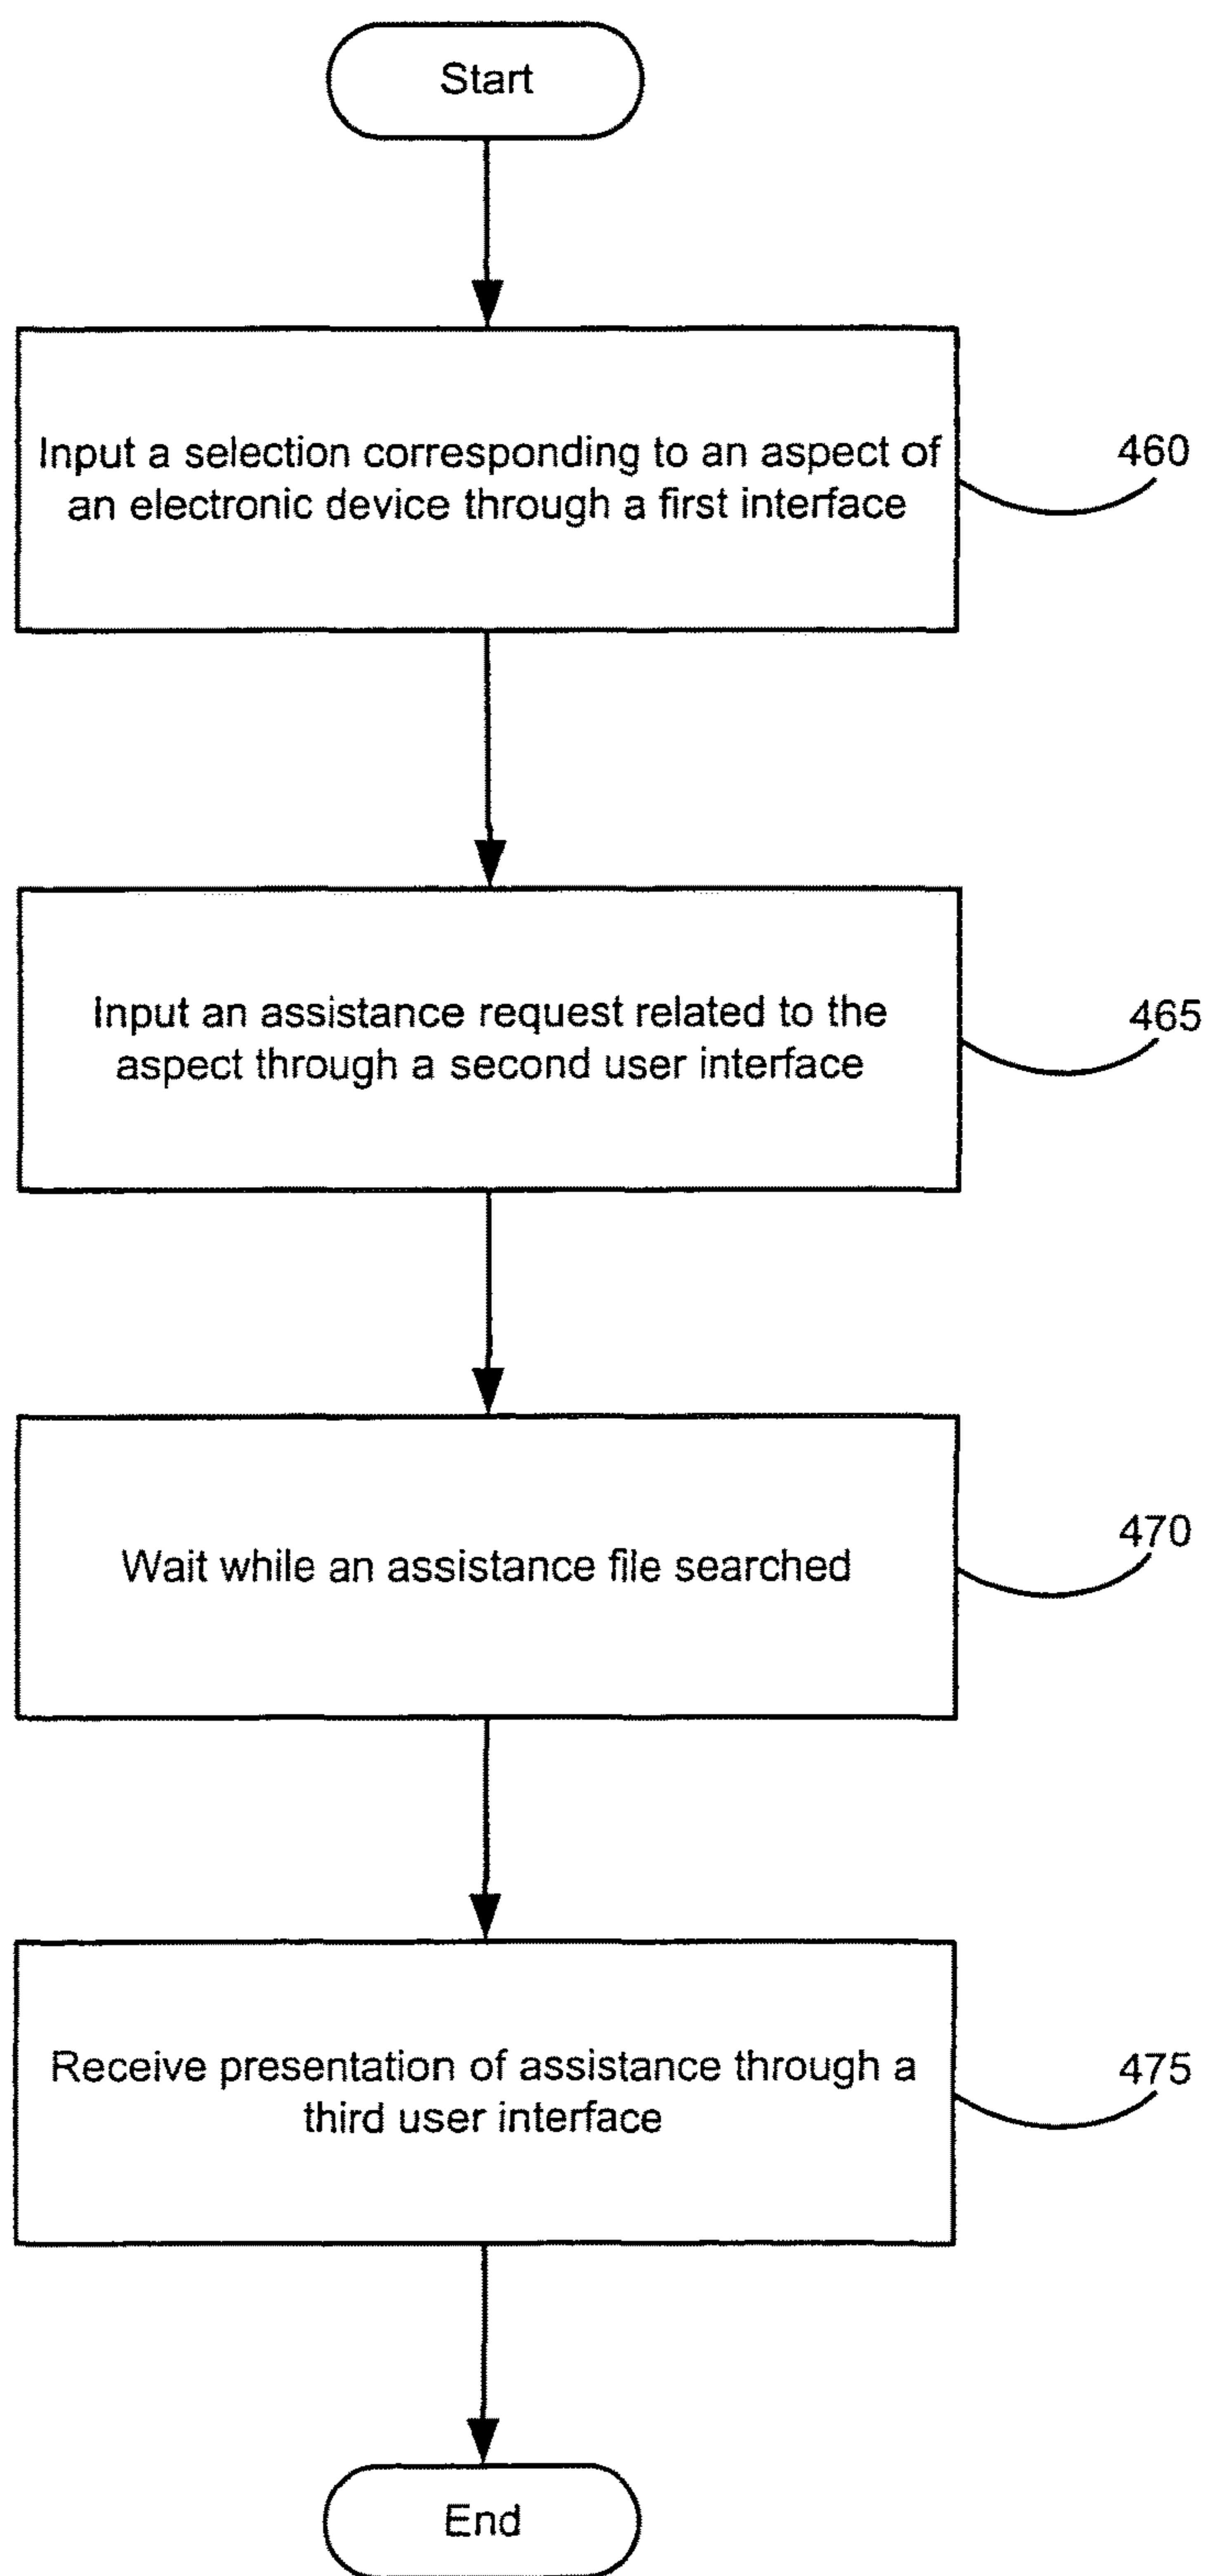 Start
Input a selection corresponding to an aspect of
an electronic device through a first interface
460
Input an assistance request related to the
aspect through a second user interface
465
Wait while an assistance file searched
470
Receive presentation of assistance through a
third user interface
475
End